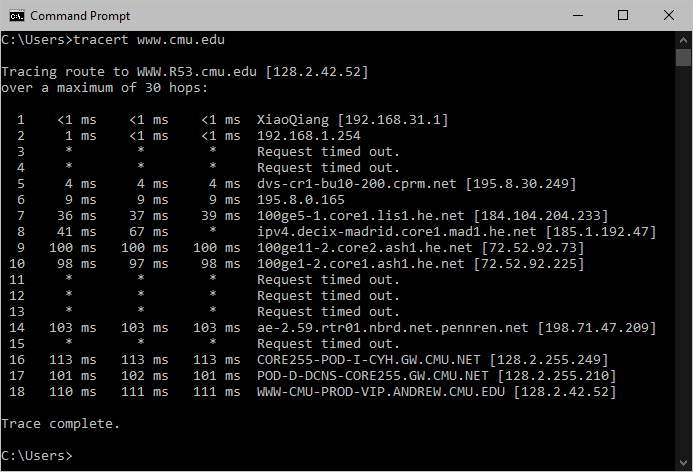 Command Prompt
C:\Users>tracert www.cmu.edu
Tracing route to WWW.R53.cmu.edu [128.2.42.52]
over a maximum of 30 hops:
1 <1 ms <1 ms <1 ms XiaoQiang [192.168.31.1]
2 1 ms <1 ms <1 ms 192.168.1.254
3 * * * Request timed out.
4 * * * Request timed out.
5 4 ms 4 ms 4 ms dvs-cr1-bu10-200.cprm.net [195.8.30.249]
6 9 ms 9 ms 9 ms 195.8.0.165
7 36 ms 37 ms 39 ms 100ge5-1.core1.lis1.he.net [184.104.204.233]
8 41 ms 67 ms * ipv4.decix-madrid.core1.mad1.he.net [185.1.192.47]
9 100 ms 100 ms 100 ms 100ge11-2.core2.ash1.he.net [72.52.92.73]
10 98 ms 97 ms 98 ms 100ge1-2.core1.ash1.he.net [72.52.92.225]
11 * * * Request timed out.
12 * * * Request timed out.
13 * * * Request timed out.
14 103 ms 103 ms 103 ms ae-2.59.rtr01.nbrd.net.pennren.net [198.71.47.209]
15 * * * Request timed out.
16 113 ms 113 ms 113 ms CORE255-POD-I-CYH.GW.CMU.NET [128.2.255.249]
17 101 ms 102 ms 101 ms POD-D-DCNS-CORE255.GW.CMU.NET [128.2.255.210]
18 110 ms 111 ms 111 ms WWW-CMU-PROD-VIP.ANDREW.CMU.EDU [128.2.42.52]
Trace complete.
C:\Users>